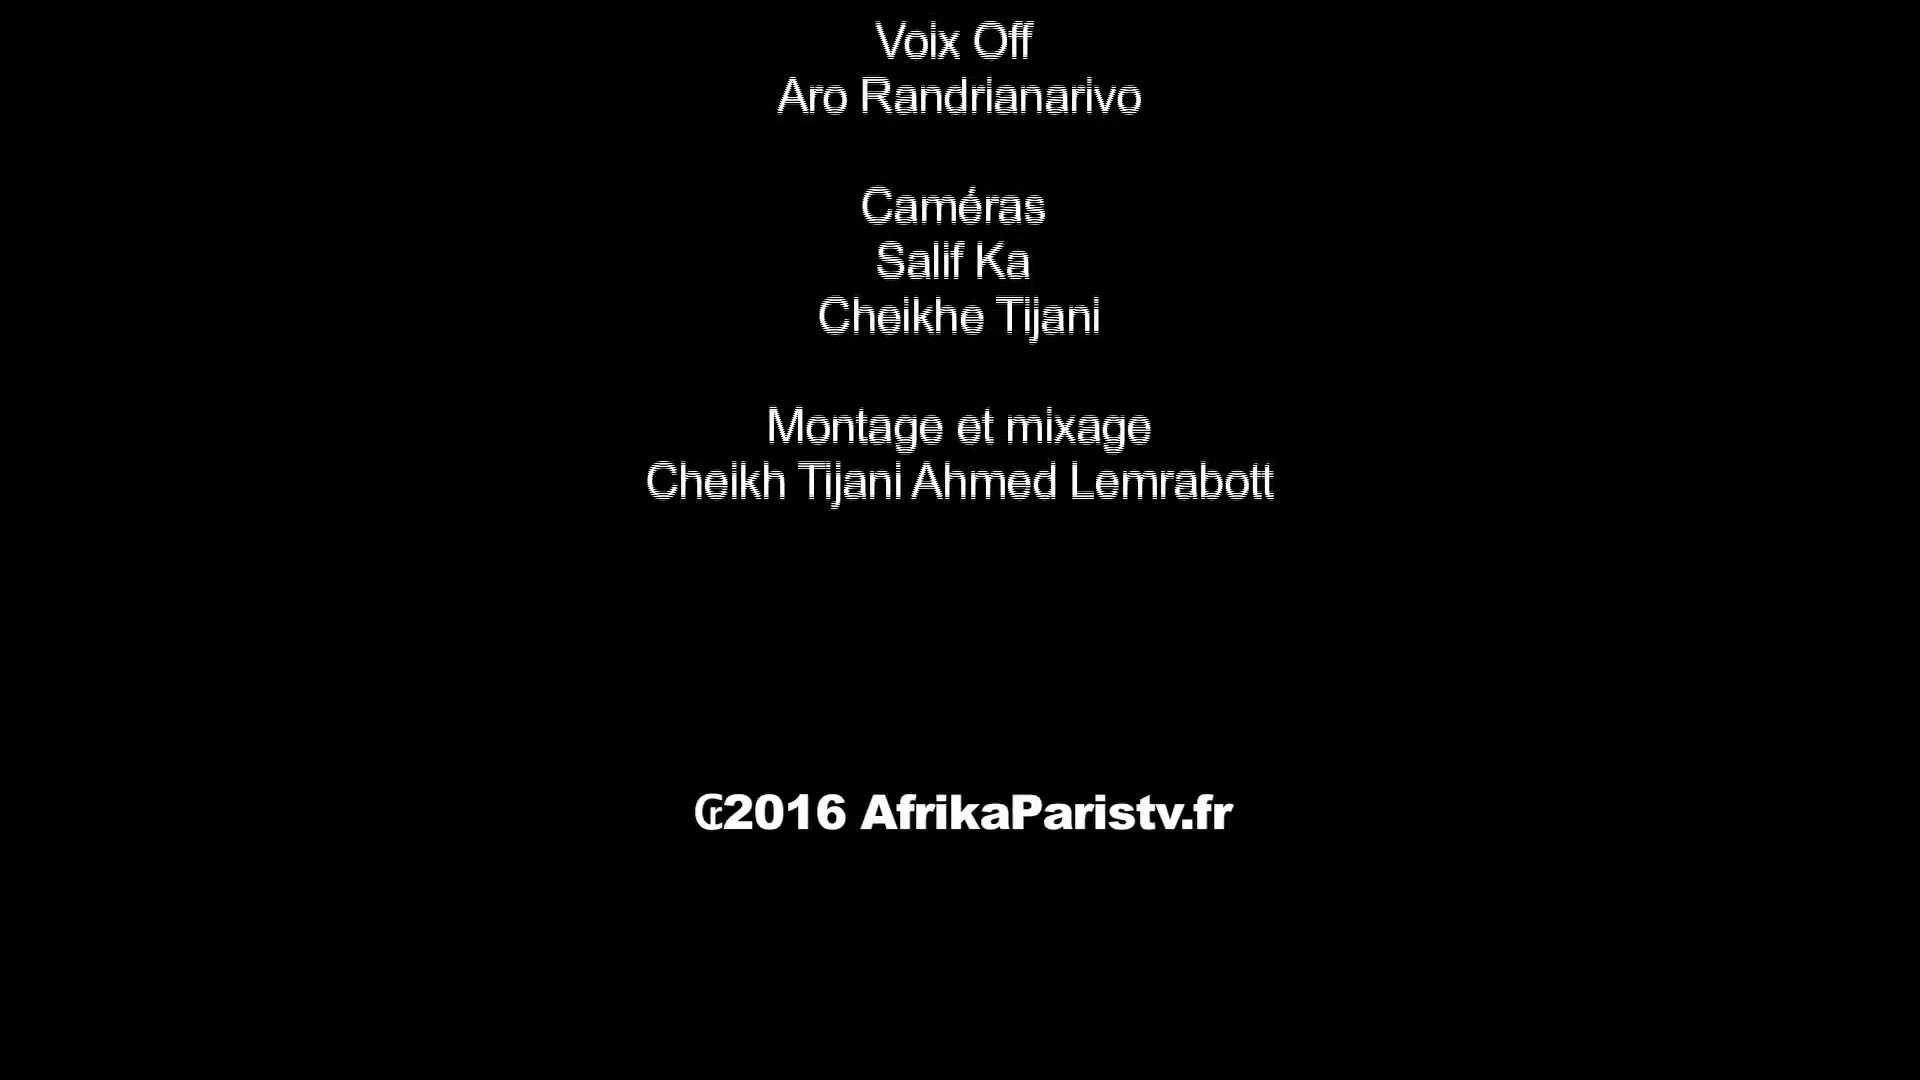 Voix Off
Aro Randrianarivo
Caméras
Salif Ka
Cheikhe Tijani
Montage et mixage
Cheikh Tijani Ahmed Lemrabott
₢2016 AfrikaParistv.fr